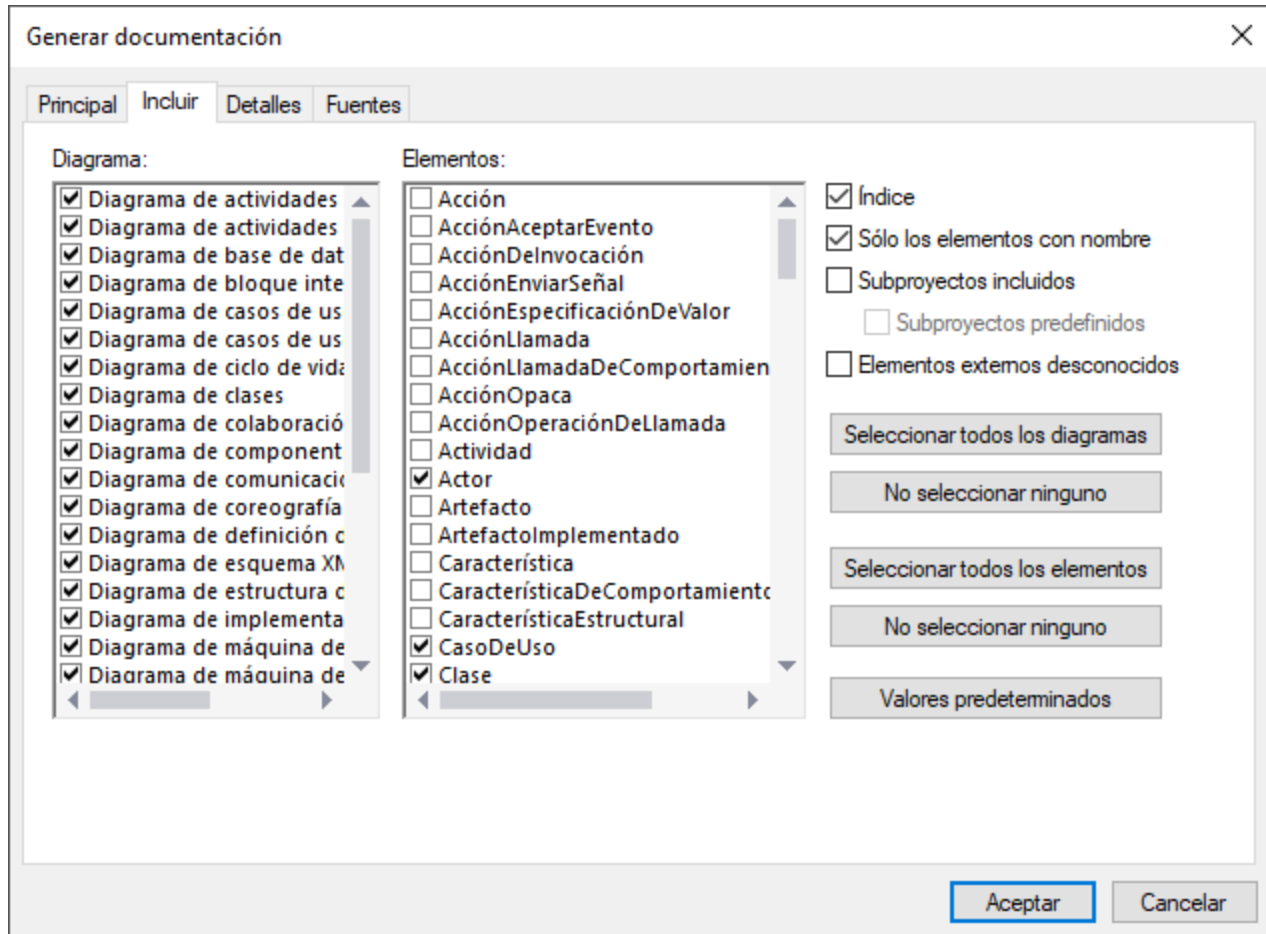 Generar documentación
Principal
Incluir
Detalles
Fuentes
Diagrama:
Diagrama de actividades
Diagrama de actividades
Diagrama de base de dat
Diagrama de bloque inte
Diagrama de casos de us
Diagrama de casos de us
Diagrama de ciclo de vida
Diagrama de clases
Diagrama de colaboració
Diagrama de component
Diagrama de comunicació
Diagrama de coreografía
Diagrama de definición d
Diagrama de esquema XM
Diagrama de estructura d
Diagrama de implementa
Diagrama de máquina de
Diagrama de máquina de
Elementos:
Acción
AcciónAceptarEvento
AcciónDeInvocación
AcciónEnviarSeñal
AcciónEspecificaciónDeValor
AcciónLlamada
AcciónLlamadaDeComportamien
AcciónOpaca
AcciónOperaciónDeLlamada
Actividad
Actor
Artefacto
ArtefactoImplementado
Característica
CaracterísticaDeComportamiento
CaracterísticaEstructural
CasoDeUso
Clase
Índice
Sólo los elementos con nombre
Subproyectos incluidos
Subproyectos predefinidos
Elementos externos desconocidos
Seleccionar todos los diagramas
No seleccionar ninguno
Seleccionar todos los elementos
No seleccionar ninguno
Valores predeterminados
Aceptar
Cancelar